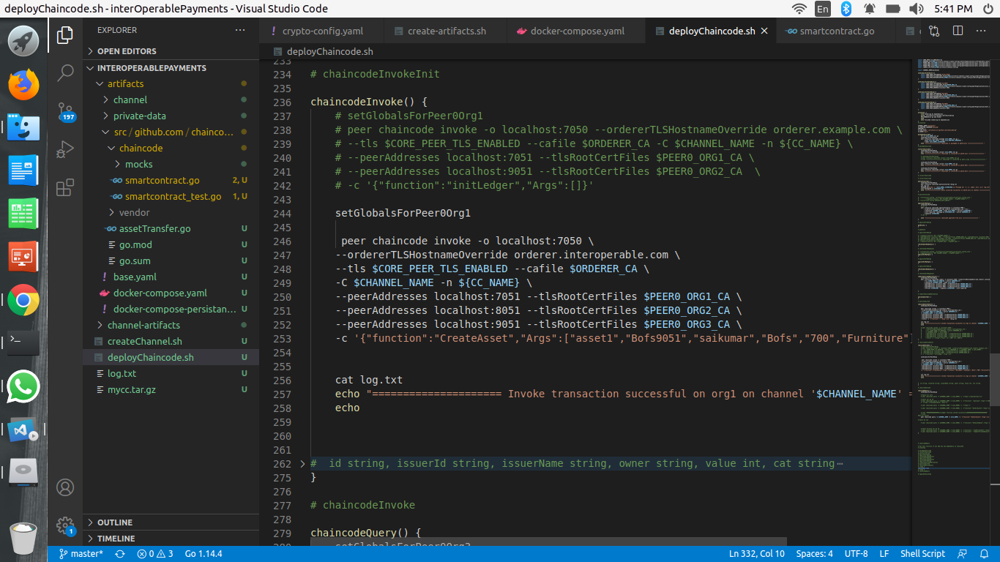 deployChaincode.sh - interOperablePayments - Visual Studio Code
En
5:41 PM
EXPLORER
OPEN EDITORS
INTEROPERABLEPAYMENTS
artifacts
channel
private-data
src / github.com / chainco...
chaincode
mocks
GO smartcontract.go 2, U
GO smartcontract_test.go 1, U
vendor
GO assetTransfer.go U
go.mod U
go.sum U
! base.yaml U
docker-compose.yaml U
! docker-compose-persistan... U
channel-artifacts
createChannel.sh U
deployChaincode.sh U
log.txt U
mycc.tar.gz U
OUTLINE
TIMELINE
197
1
! crypto-config.yaml
create-artifacts.sh
docker-compose.yaml
deployChaincode.sh
GO smartcontract.go
deployChaincode.sh
233
234 # chaincodeInvokeInit
235
236 chaincodeInvoke() {
237 # setGlobalsForPeer0Org1
238 # peer chaincode invoke -o localhost:7050 --ordererTLSHostnameOverride orderer.example.com \
239 # --tls $CORE_PEER_TLS_ENABLED --cafile $ORDERER_CA -C $CHANNEL_NAME -n ${CC_NAME} \
240 # --peerAddresses localhost:7051 --tlsRootCertFiles $PEER0_ORG1_CA \
241 # --peerAddresses localhost:9051 --tlsRootCertFiles $PEER0_ORG2_CA  \
242 # -c '{"function":"initLedger","Args":[]}'
243
244 setGlobalsForPeer0Org1
245
246 peer chaincode invoke -o localhost:7050 \
247 --ordererTLSHostnameOverride orderer.interoperable.com \
248 --tls $CORE_PEER_TLS_ENABLED --cafile $ORDERER_CA \
249 -C $CHANNEL_NAME -n ${CC_NAME} \
250 --peerAddresses localhost:7051 --tlsRootCertFiles $PEER0_ORG1_CA \
251 --peerAddresses localhost:8051 --tlsRootCertFiles $PEER0_ORG2_CA \
252 --peerAddresses localhost:9051 --tlsRootCertFiles $PEER0_ORG3_CA \
253 -c '{"function":"CreateAsset","Args":["asset1","Bofs9051","saikumar","Bofs","700","Furniture"]
254
255
256 cat log.txt
257 echo "===================== Invoke transaction successful on org1 on channel '$CHANNEL_NAME' =
258 echo
259
260
261
262 #  id string, issuerId string, issuerName string, owner string, value int, cat string⋯
275 }
276
277 # chaincodeInvoke
278
279 chaincodeQuery() {
master*
0 3
Go 1.14.4
Ln 332, Col 10
Spaces: 4
UTF-8
LF
Shell Script